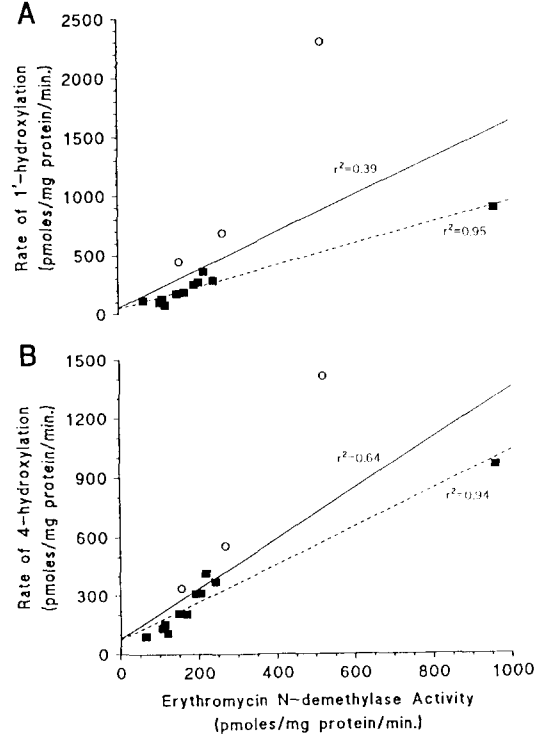 A
Rate of 1'-hydroxylation
(pmoles/mg protein/min.)
2500
2000
1500
1000
500
0
r²=0.39
r²=0.95
B
Rate of 4-hydroxylation
(pmoles/mg protein/min.)
1500
1200
900
600
300
0
r²=0.64
r²=0.94
0 200 400 600 800 1000
Erythromycin N-demethylase Activity
(pmoles/mg protein/min.)